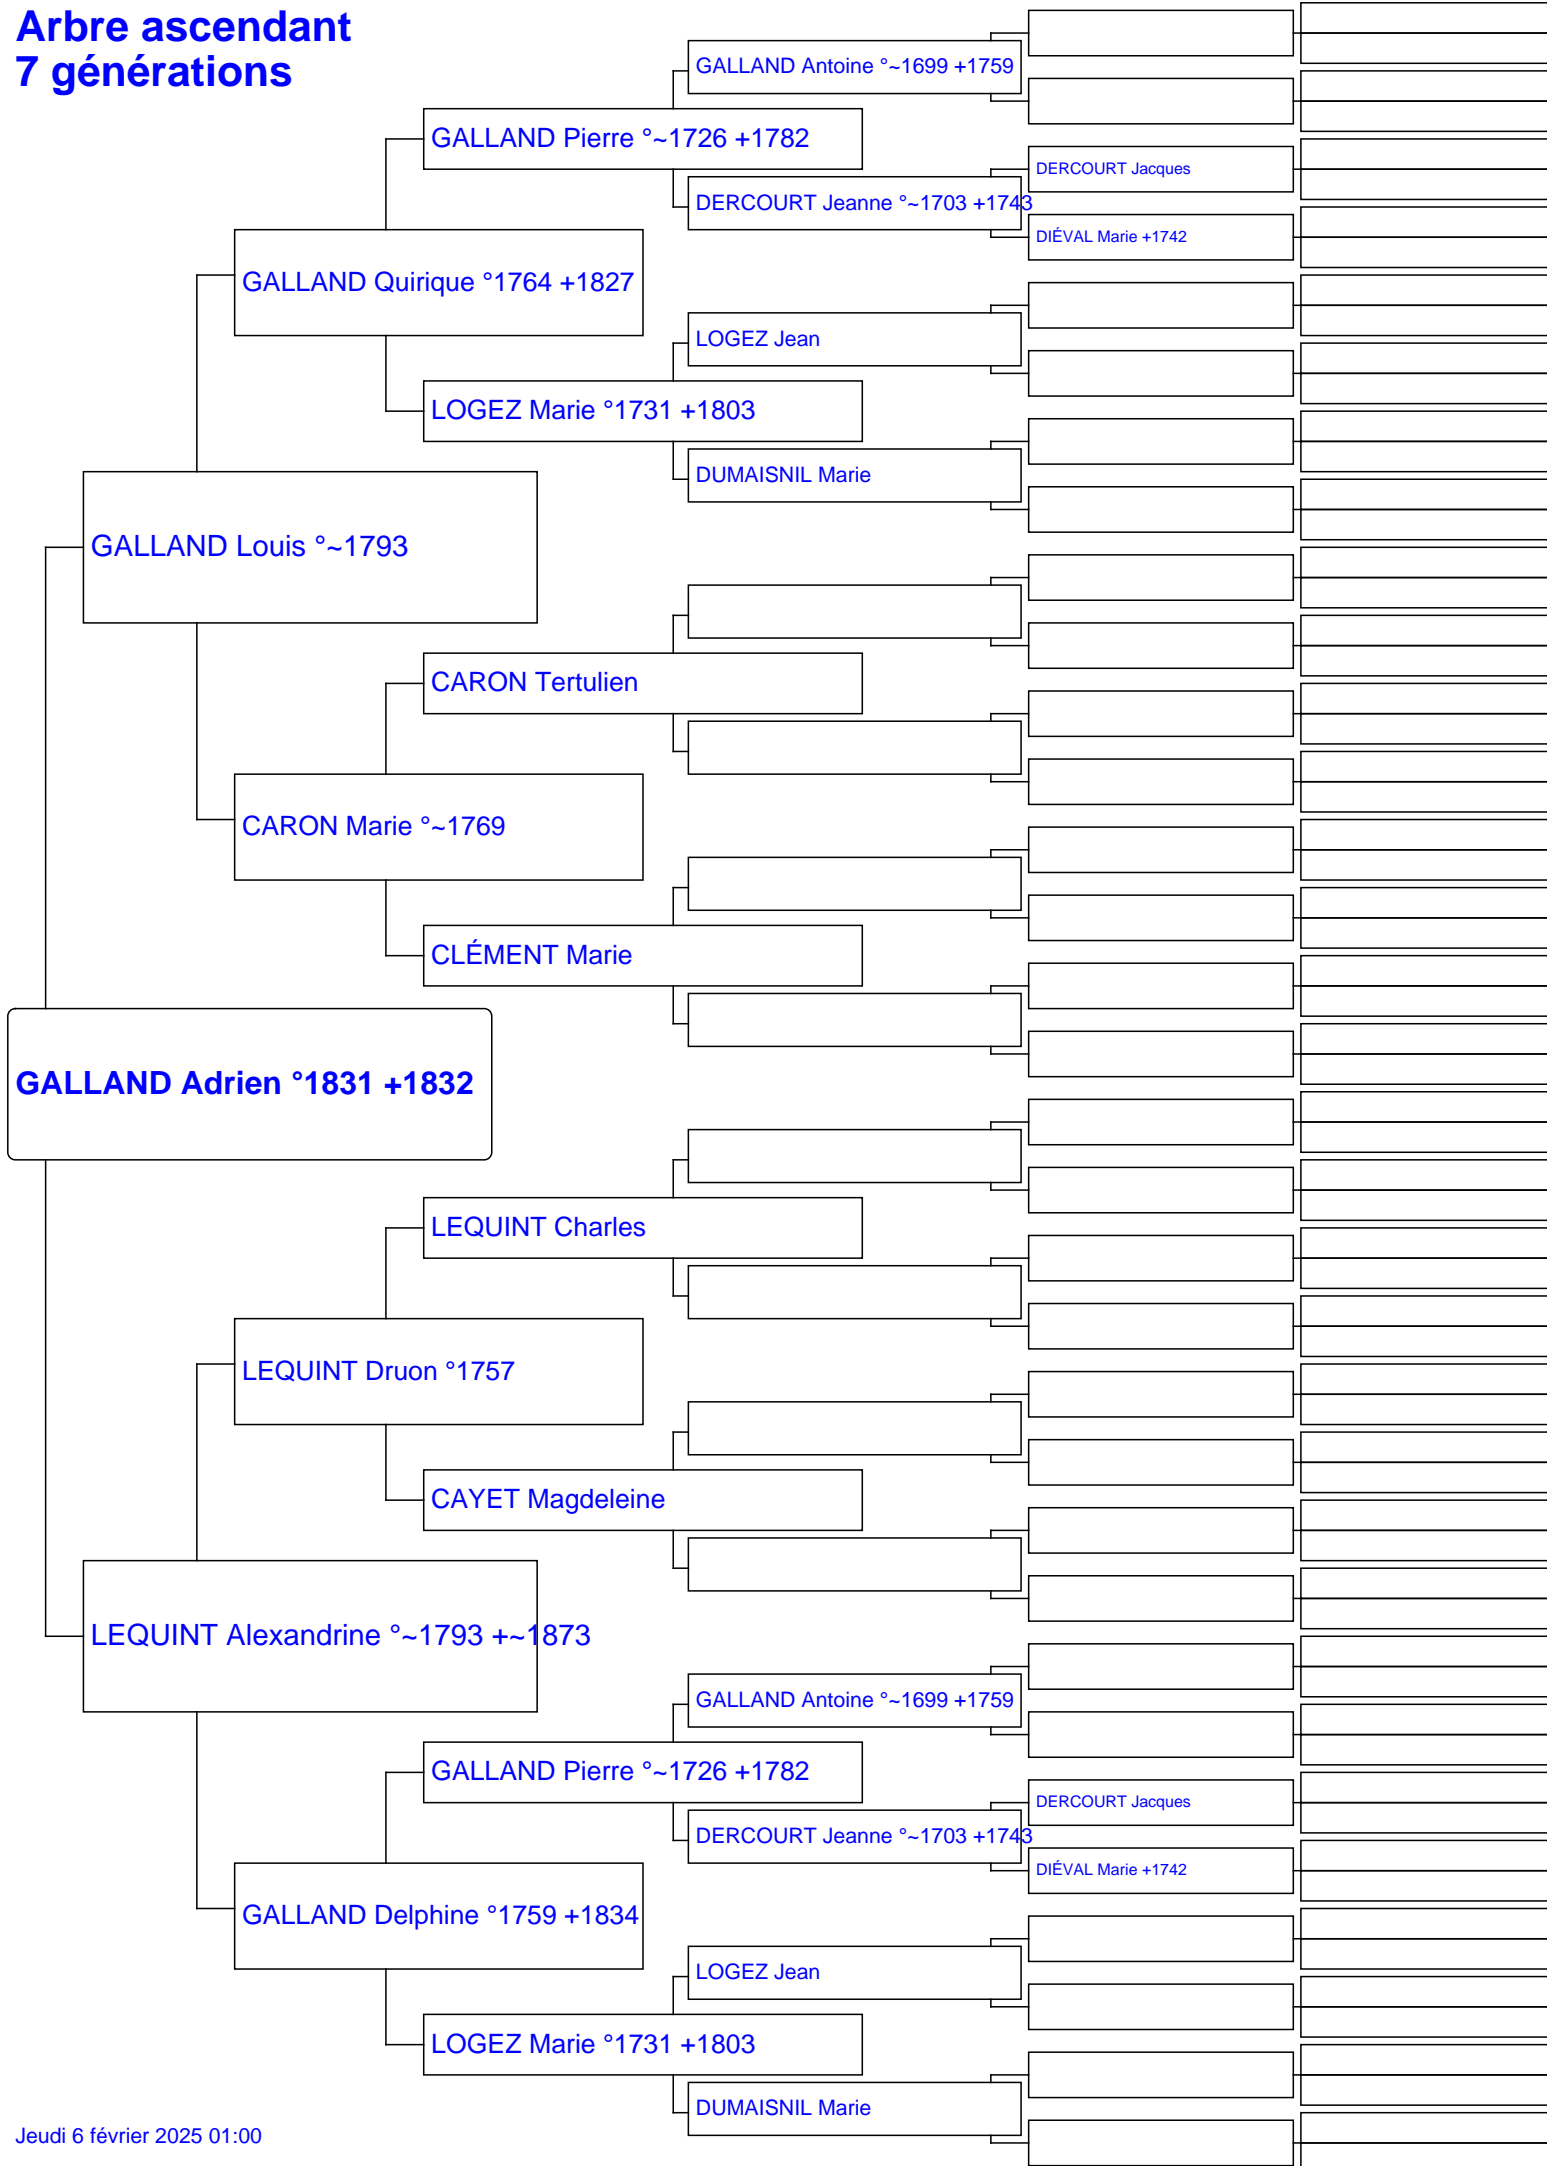 Arbre ascendant
7 générations
GALLAND Antoine °~1699 +1759
GALLAND Pierre °~1726 +1782
DERCOURT Jacques
DERCOURT Jeanne °~1703 +1743
DIÉVAL Marie +1742
GALLAND Quirique °1764 +1827
LOGEZ Jean
LOGEZ Marie °1731 +1803
DUMAISNIL Marie
GALLAND Louis °~1793
CARON Tertulien
CARON Marie °~1769
CLÉMENT Marie
GALLAND Adrien °1831 +1832
LEQUINT Charles
LEQUINT Druon °1757
CAYET Magdeleine
LEQUINT Alexandrine °~1793 +~1873
GALLAND Antoine °~1699 +1759
GALLAND Pierre °~1726 +1782
DERCOURT Jacques
DERCOURT Jeanne °~1703 +1743
DIÉVAL Marie +1742
GALLAND Delphine °1759 +1834
LOGEZ Jean
LOGEZ Marie °1731 +1803
DUMAISNIL Marie
Jeudi 6 février 2025 01:00